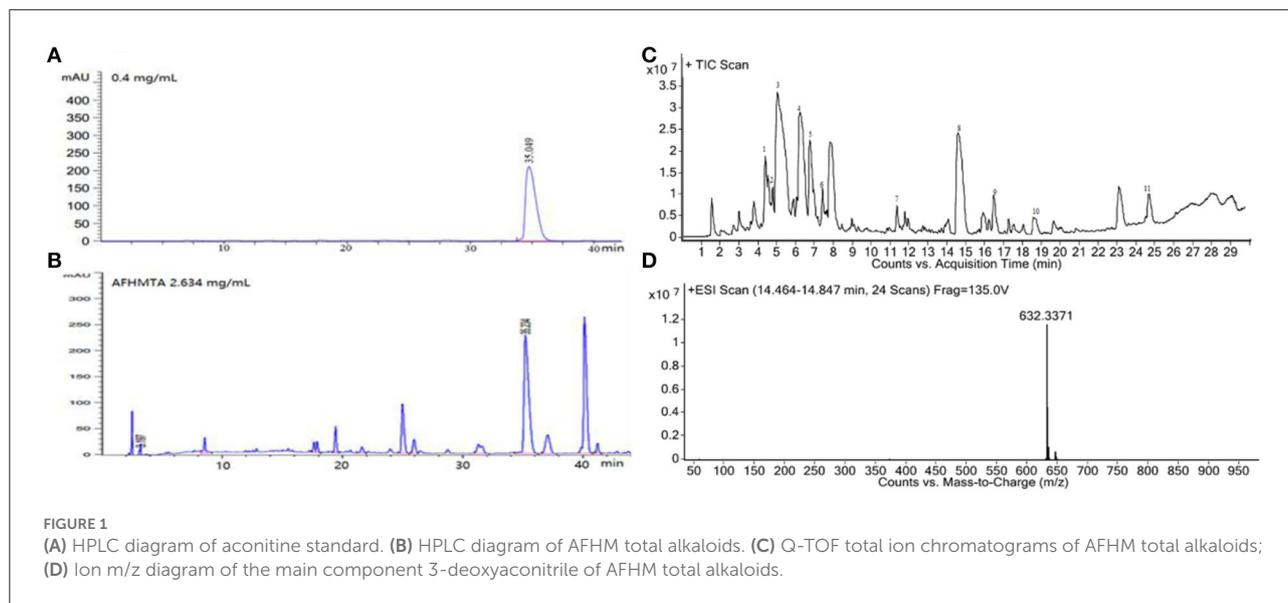 A
mAU
0.4 mg/mL
400
350
300
250
200
150
100
50
0
35.049
10
20
30
40
min
B
mAU
AFHMTA 2.634 mg/mL
300
250
200
150
100
50
0
10
20
30
40
min
C
x10 7
+ TIC Scan
3.5
3
2.5
2
1.5
1
0.5
0
1
2
3
4
5
6
7
8
9
10
11
1 2 3 4 5 6 7 8 9 10 11 12 13 14 15 16 17 18 19 20 21 22 23 24 25 26 27 28 29
Counts vs. Acquisition Time (min)
D
x10 7
+ESI Scan (14.464-14.847 min, 24 Scans) Frag=135.0V
1.2
1
0.8
0.6
0.4
0.2
0
632.3371
50 100 150 200 250 300 350 400 450 500 550 600 650 700 750 800 850 900 950
Counts vs. Mass-to-Charge (m/z)
FIGURE 1
(A) HPLC diagram of aconitine standard. (B) HPLC diagram of AFHM total alkaloids. (C) Q-TOF total ion chromatograms of AFHM total alkaloids;
(D) Ion m/z diagram of the main component 3-deoxyaconitrile of AFHM total alkaloids.